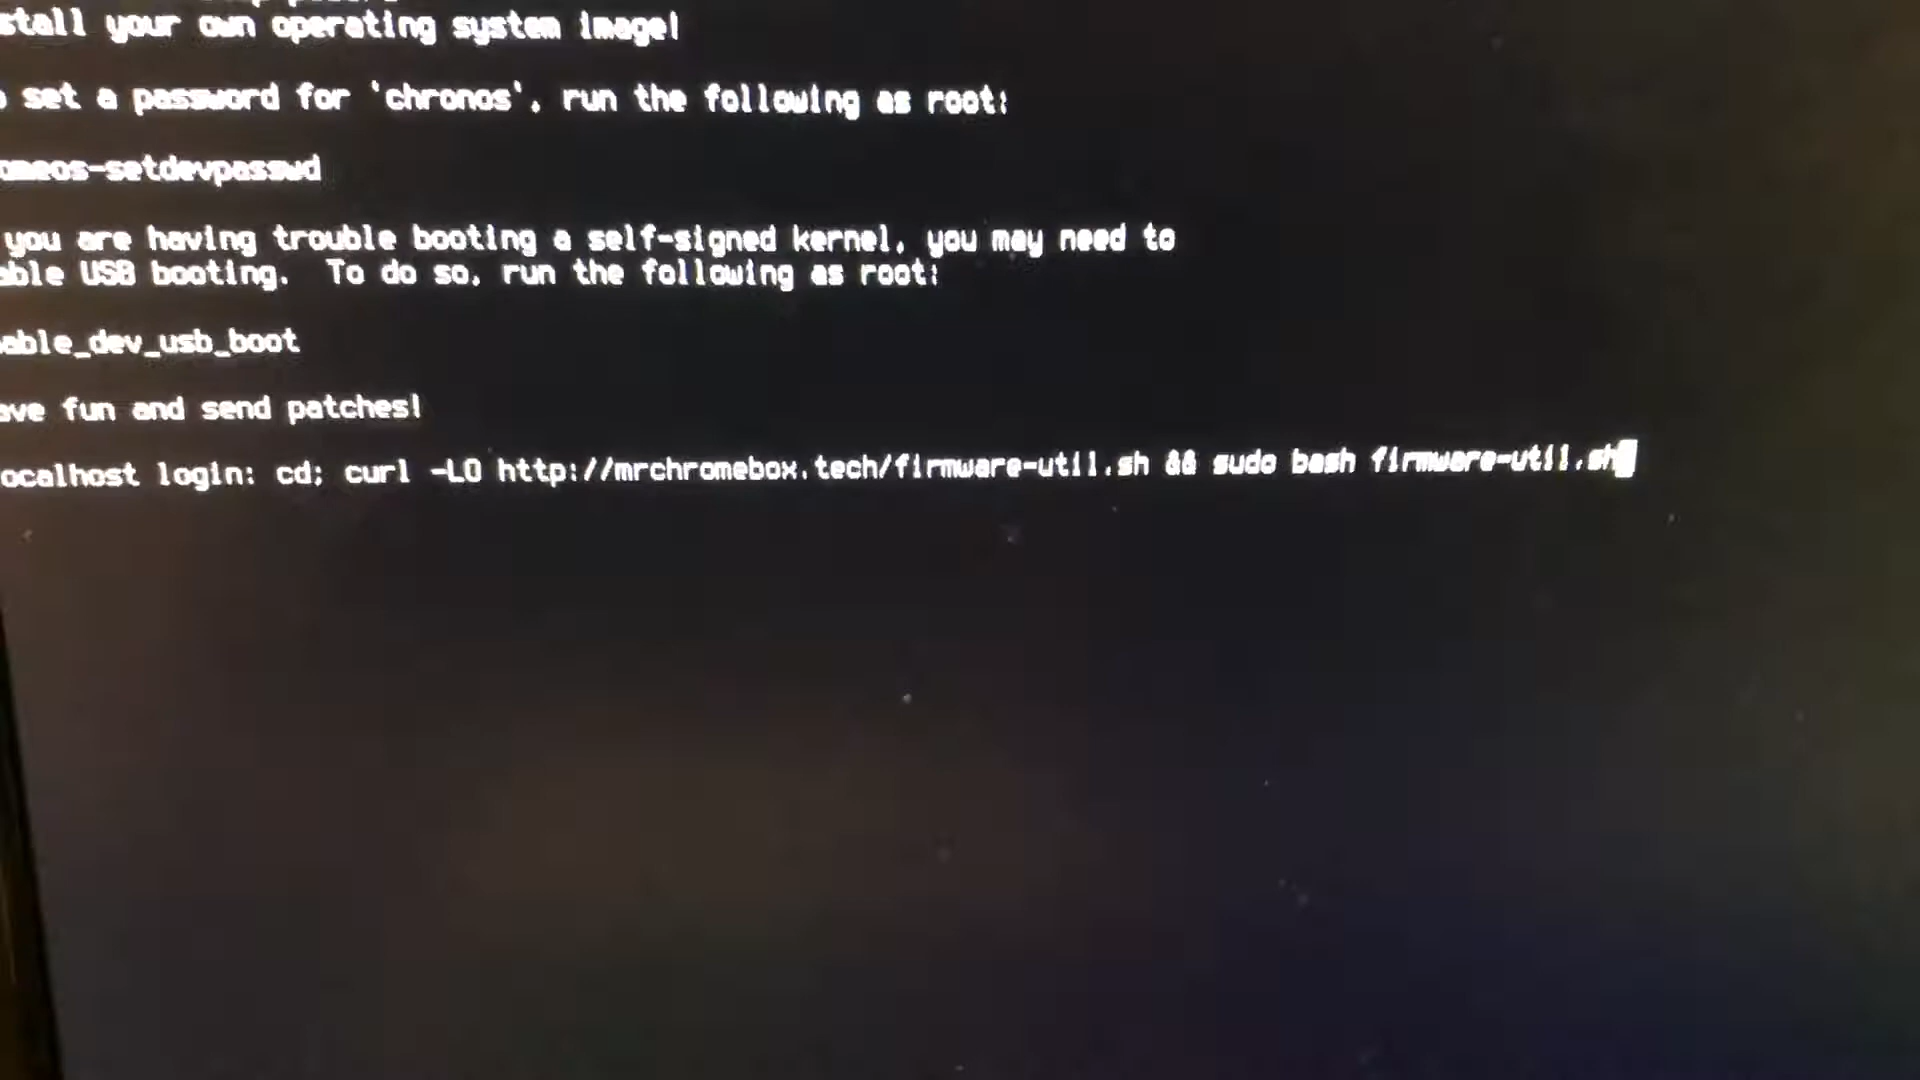 stall your own operating system image!
o set a password for 'chronos', run the following as root:
omeos-setdevpasswd
you are having trouble booting a self-signed kernel, you may need to
able USB booting.  To do so, run the following as root:
able_dev_usb_boot
ave fun and send patches!
ocalhost login: cd; curl -LO http://mrchromebox.tech/firmware-util.sh && sudo bash firmware-util.sh